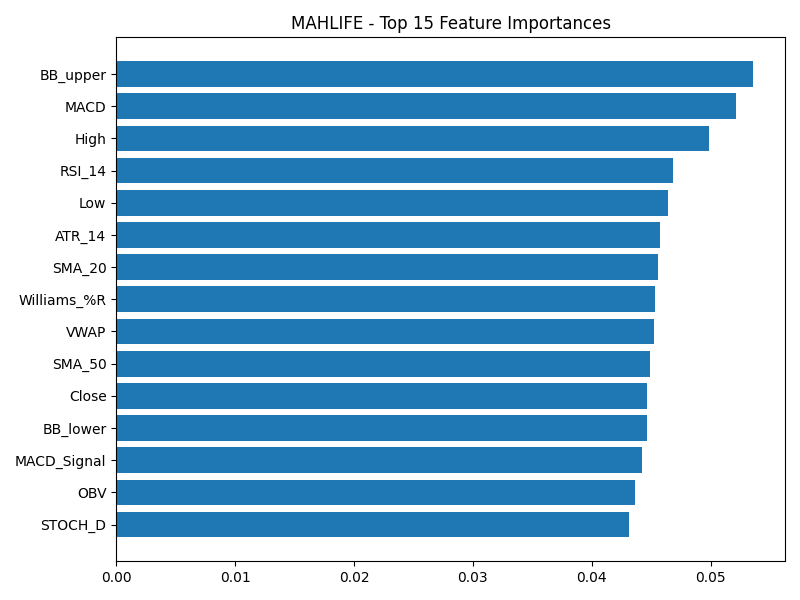 MAHLIFE - Top 15 Feature Importances
BB_upper
MACD
High
RSI_14
Low
ATR_14
SMA_20
Williams_%R
VWAP
SMA_50
Close
BB_lower
MACD_Signal
OBV
STOCH_D
0.00 0.01 0.02 0.03 0.04 0.05